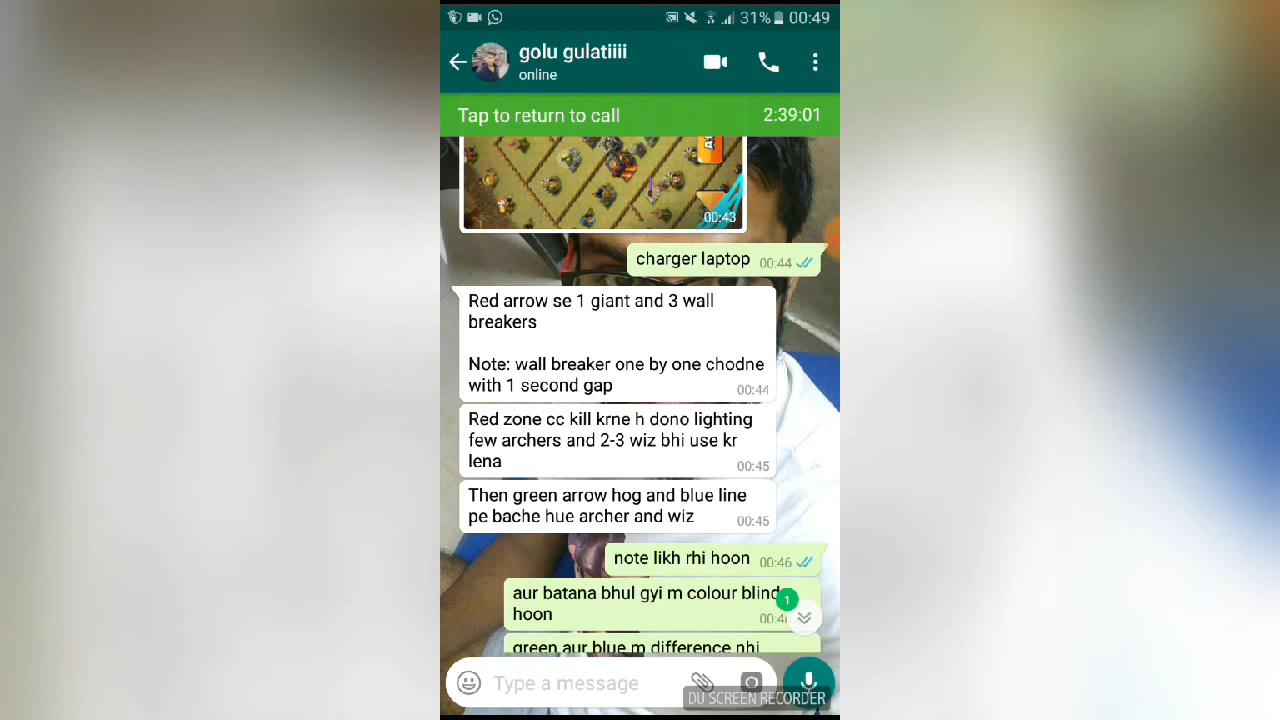 31% 00:49
golu gulatiiii
online
Tap to return to call 2:39:01
00:43
charger laptop 00:44
Red arrow se 1 giant and 3 wall
breakers
Note: wall breaker one by one chodne
with 1 second gap 00:44
Red zone cc kill krne h dono lighting
few archers and 2-3 wiz bhi use kr
lena 00:45
Then green arrow hog and blue line
pe bache hue archer and wiz 00:45
note likh rhi hoon 00:46
aur batana bhul gyi m colour blind
hoon
1
green aur blue m difference nhi
Type a message
DU SCREEN RECORDER